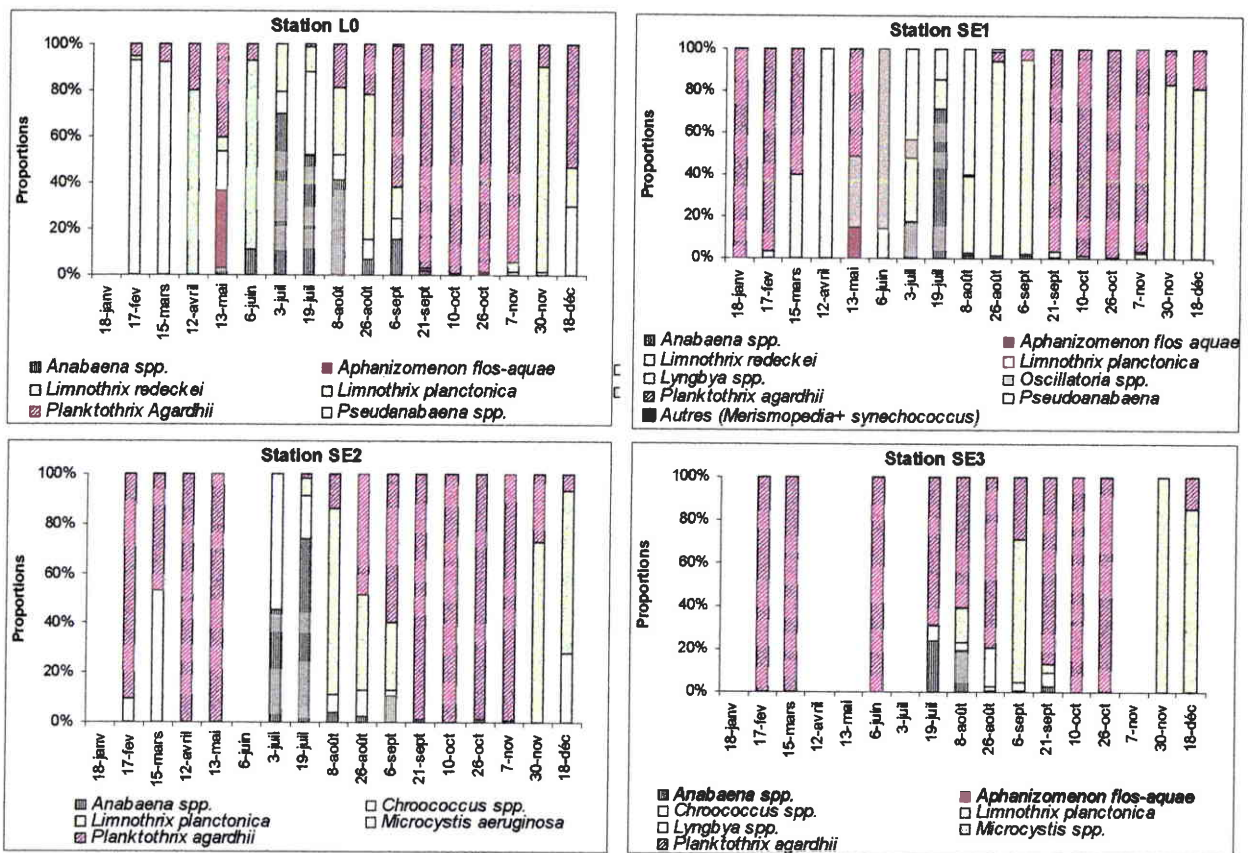 Station L0
100%
80%
60%
40%
20%
0%
Proportions
18-janv
17-fev
15-mars
12-avril
13-mai
6-juin
3-juil
19-juil
8-août
26-août
6-sept
21-sept
10-oct
26-oct
7-nov
30-nov
18-déc
Anabaena spp.
Aphanizomenon flos-aquae
Limnothrix redeckei
Limnothrix planctonica
Planktothrix Agardhii
Pseudanabaena spp.
Station SE1
100%
80%
60%
40%
20%
0%
Proportions
18-janv
17-fev
15-mars
12-avril
13-mai
6-juin
3-juil
19-juil
8-août
26-août
6-sept
21-sept
10-oct
26-oct
7-nov
30-nov
18-déc
Anabaena spp.
Aphanizomenon flos aquae
Limnothrix redeckei
Limnothrix planctonica
Lyngbya spp.
Oscillatoria spp.
Planktothrix agardhii
Pseudoanabaena
Autres (Merismopedia+ synechococcus)
Station SE2
100%
80%
60%
40%
20%
0%
Proportions
18-janv
17-fev
15-mars
12-avril
13-mai
6-juin
3-juil
19-juil
8-août
26-août
6-sept
21-sept
10-oct
26-oct
7-nov
30-nov
18-déc
Anabaena spp.
Chroococcus spp.
Limnothrix planctonica
Microcystis aeruginosa
Planktothrix agardhii
Station SE3
100%
80%
60%
40%
20%
0%
Proportions
18-janv
17-fev
15-mars
12-avril
13-mai
6-juin
3-juil
19-juil
8-août
26-août
6-sept
21-sept
10-oct
26-oct
7-nov
30-nov
18-déc
Anabaena spp.
Aphanizomenon flos-aquae
Chroococcus spp.
Limnothrix planctonica
Lyngbya spp.
Microcystis spp.
Planktothrix agardhii